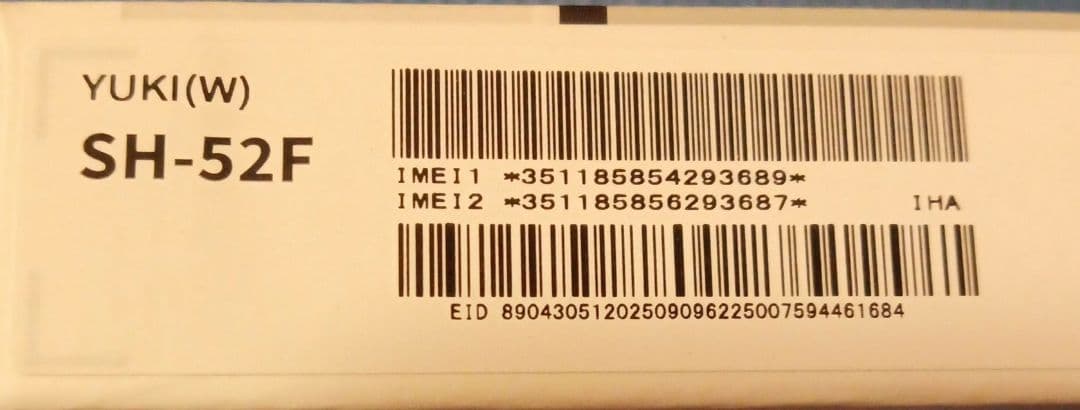 YUKI(W)
SH-52F
IMEI1 *351185854293689*
IMEI2 *351185856293687* IHA
EID 89043051202509096225007594461684